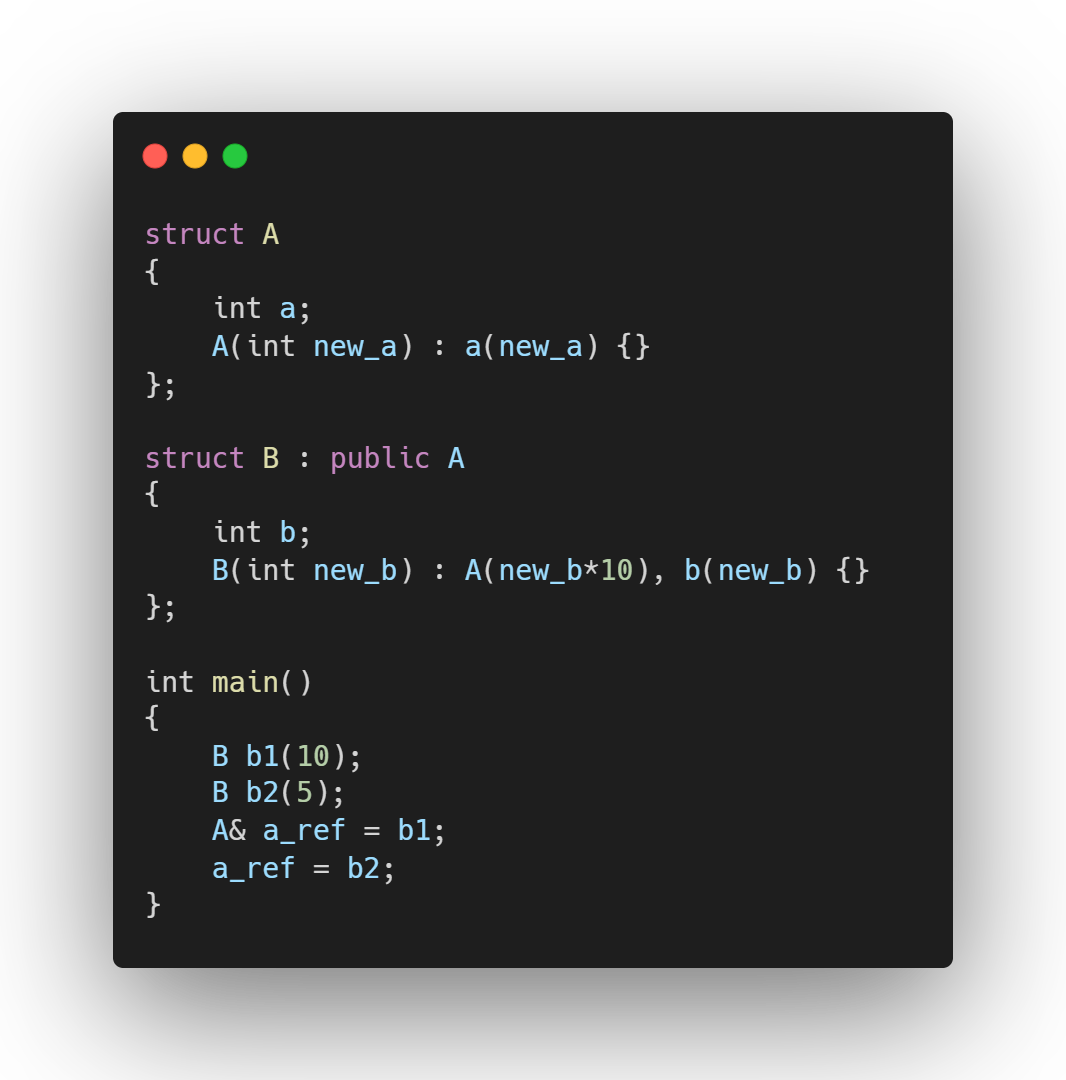 struct A
{
    int a;
    A(int new_a) : a(new_a) {}
};

struct B : public A
{
    int b;
    B(int new_b) : A(new_b*10), b(new_b) {}
};

int main()
{
    B b1(10);
    B b2(5);
    A& a_ref = b1;
    a_ref = b2;
}